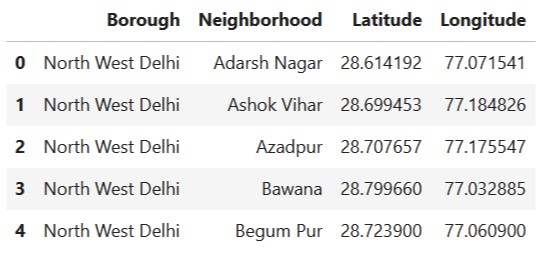 Borough Neighborhood Latitude Longitude
0 North West Delhi Adarsh Nagar 28.614192 77.071541
1 North West Delhi Ashok Vihar 28.699453 77.184826
2 North West Delhi Azadpur 28.707657 77.175547
3 North West Delhi Bawana 28.799660 77.032885
4 North West Delhi Begum Pur 28.723900 77.060900